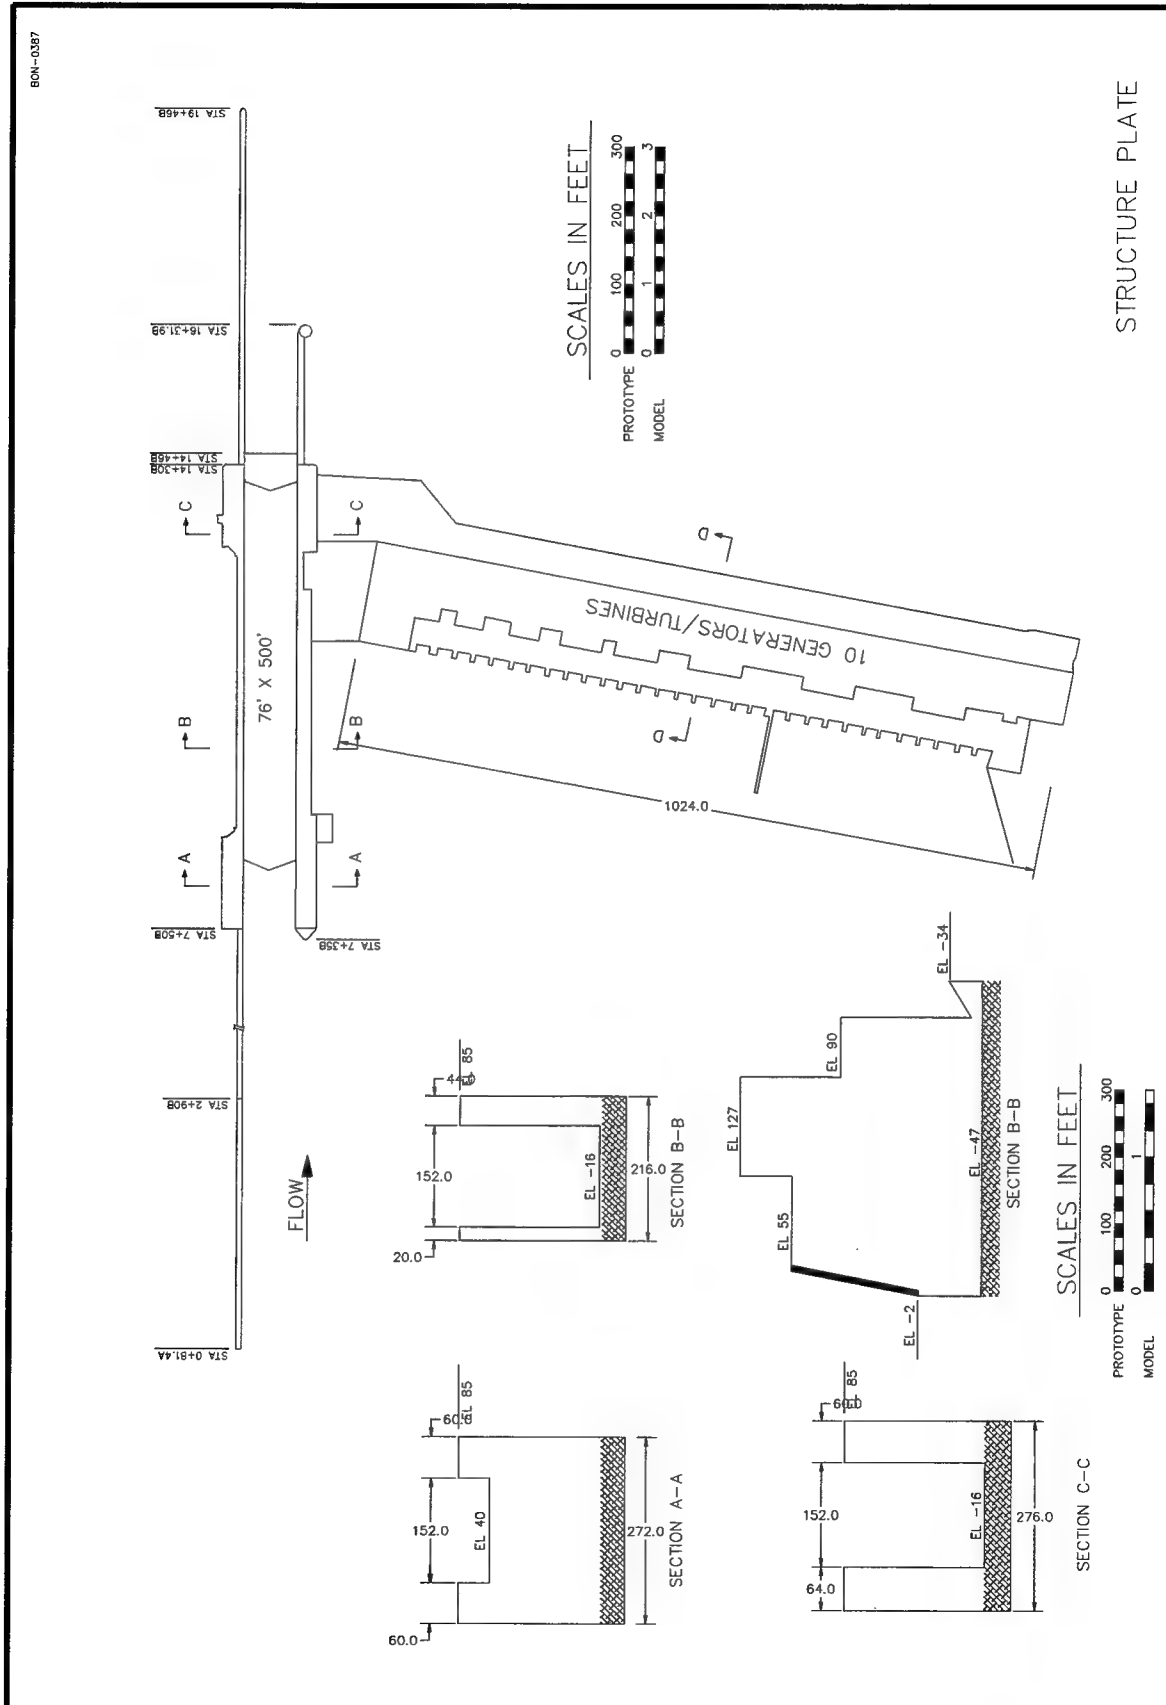 BON-0387
STA 19+46B
STA 16+31.9B
STA 14+46B
STA 14+30B
C
C
B
B
A
A
76' X 500'
STA 7+50B
STA 7+35B
STA 2+90B
STA 0+81.4A
FLOW
10 GENERATORS/TURBINES
D
D
1024.0
SCALES IN FEET
PROTOTYPE 0 100 200 300
MODEL 0 1 2 3
STRUCTURE PLATE
60.0
152.0
60.0
EL 85
EL 40
272.0
SECTION A-A
20.0
152.0
44.0
EL 85
EL -16
216.0
SECTION B-B
64.0
152.0
60.0
EL 85
EL -16
276.0
SECTION C-C
EL -2
EL 55
EL 127
EL 90
EL -34
EL -47
SECTION B-B
SCALES IN FEET
PROTOTYPE 0 100 200 300
MODEL 0 1